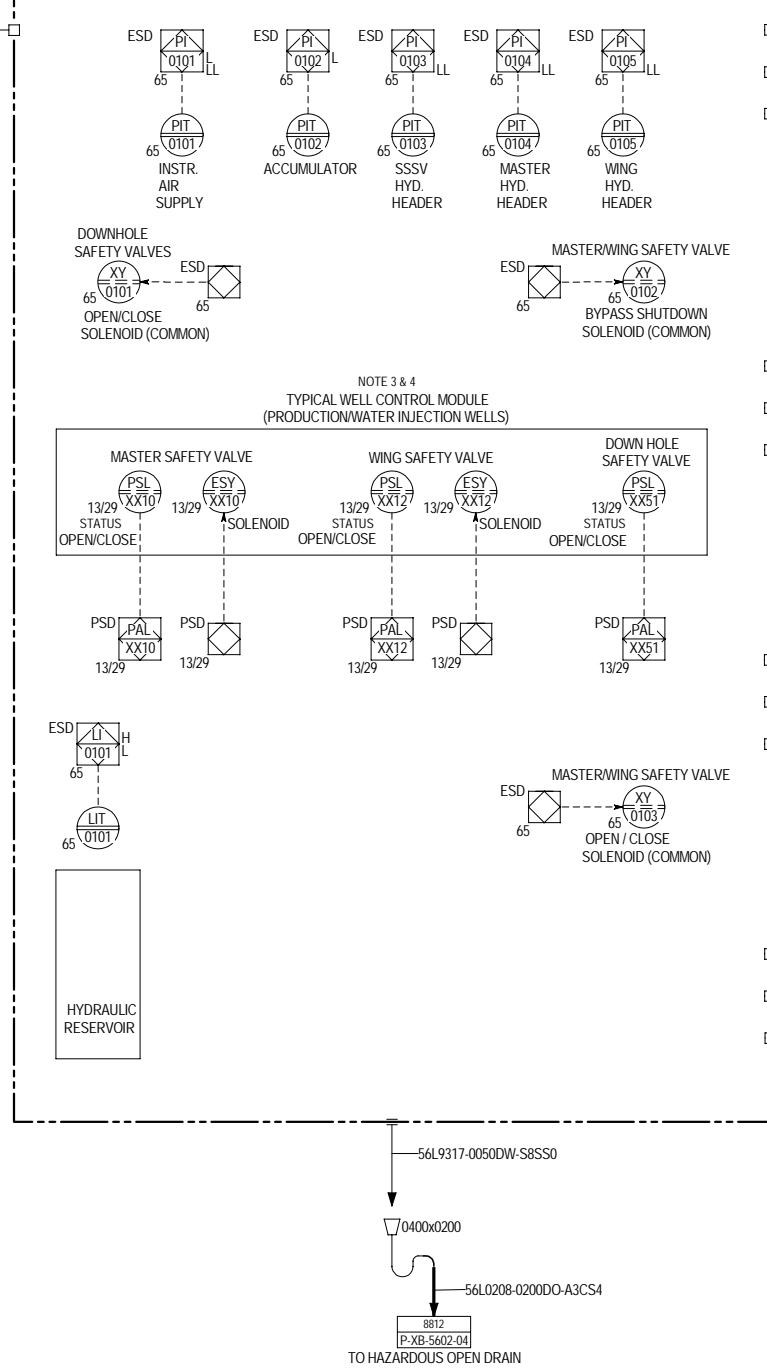 ESD PI 0101 L LL 65
ESD PI 0102 L 65
ESD PI 0103 LL 65
ESD PI 0104 LL 65
ESD PI 0105 LL 65
PIT 0101 65
INSTR.
AIR
SUPPLY
PIT 0102 65
ACCUMULATOR
PIT 0103 65
SSSV
HYD.
HEADER
PIT 0104 65
MASTER
HYD.
HEADER
PIT 0105 65
WING
HYD.
HEADER
DOWNHOLE
SAFETY VALVES
XY 0101 65
ESD 65
OPEN/CLOSE
SOLENOID (COMMON)
MASTER/WING SAFETY VALVE
ESD 65
XY 0102 65
BYPASS SHUTDOWN
SOLENOID (COMMON)
NOTE 3 & 4
TYPICAL WELL CONTROL MODULE
(PRODUCTION/WATER INJECTION WELLS)
MASTER SAFETY VALVE
PSL XX10 13/29
STATUS
OPEN/CLOSE
ESY XX10 13/29
SOLENOID
WING SAFETY VALVE
PSL XX12 13/29
STATUS
OPEN/CLOSE
ESY XX12 13/29
SOLENOID
DOWN HOLE
SAFETY VALVE
PSL XX51 13/29
STATUS
OPEN/CLOSE
PSD PAL XX10 13/29
PSD 13/29
PSD PAL XX12 13/29
PSD 13/29
PSD PAL XX51 13/29
ESD LI 0101 H L 65
LIT 0101 65
MASTER/WING SAFETY VALVE
ESD 65
XY 0103 65
OPEN / CLOSE
SOLENOID (COMMON)
HYDRAULIC
RESERVOIR
56L9317-0050DW-S8SS0
0400x0200
56L0208-0200DO-A3CS4
8812
P-XB-5602-04
TO HAZARDOUS OPEN DRAIN